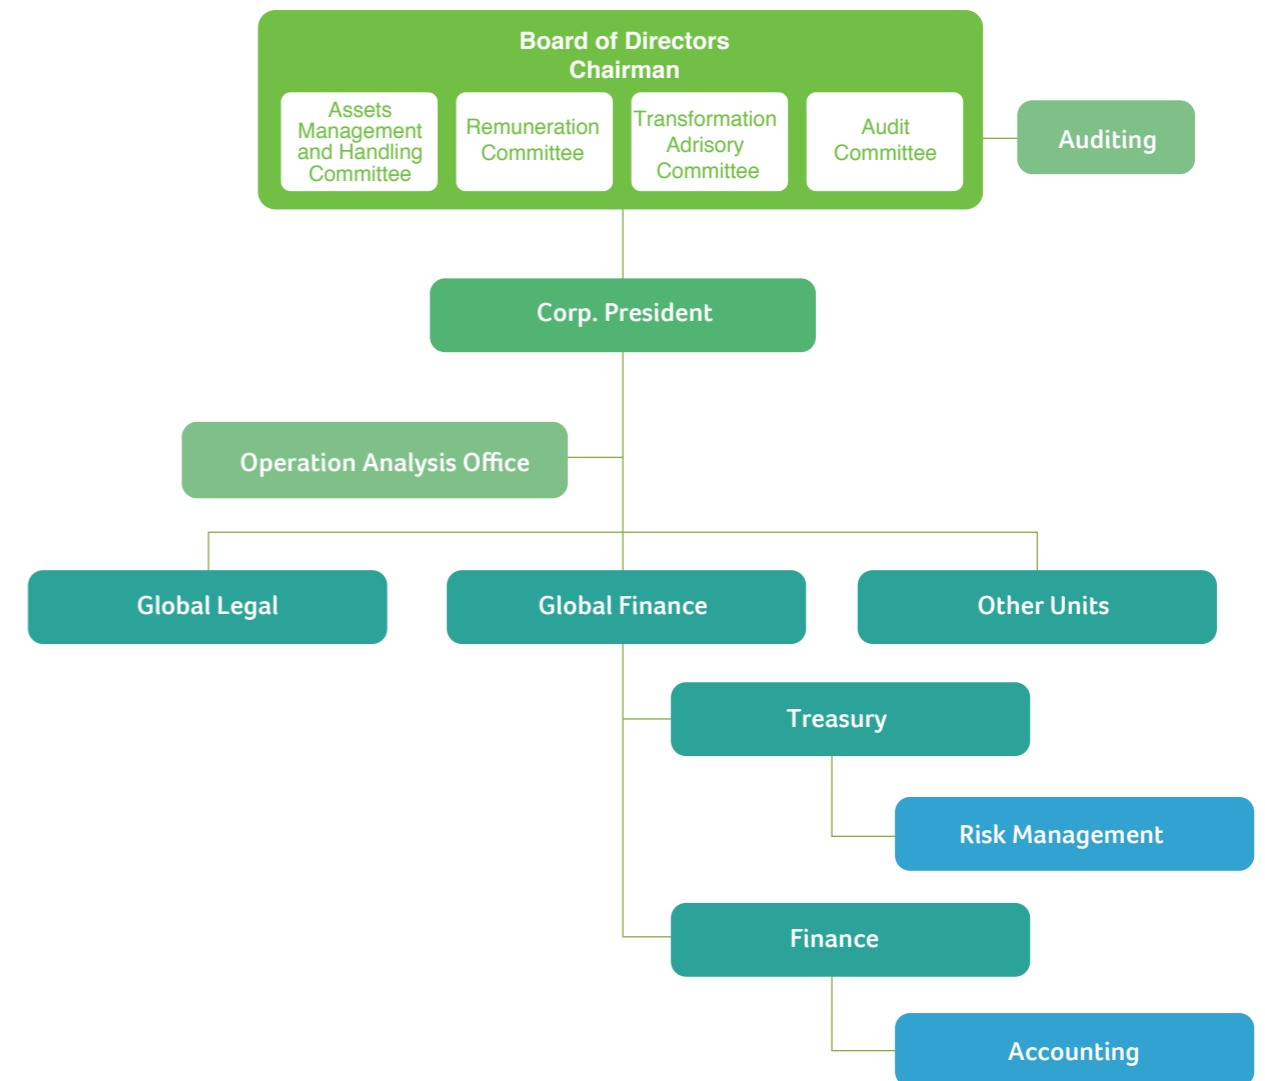 Board of Directors
Chairman
Assets
Management
and Handling
Committee
Remuneration
Committee
Transformation
Adrisory
Committee
Audit
Committee
Auditing
Corp. President
Operation Analysis Office
Global Legal
Global Finance
Other Units
Treasury
Risk Management
Finance
Accounting